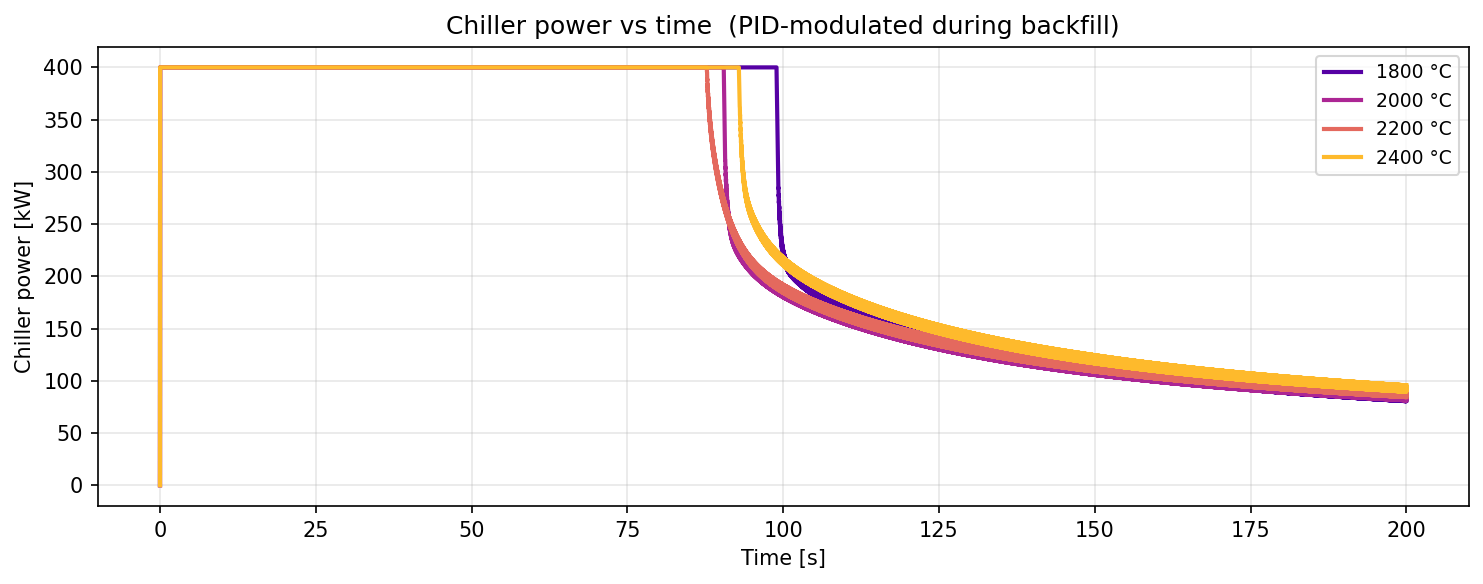 Chiller power vs time  (PID-modulated during backfill)
400
350
300
250
200
150
100
50
0
Chiller power [kW]
1800 °C
2000 °C
2200 °C
2400 °C
0 25 50 75 100 125 150 175 200
Time [s]